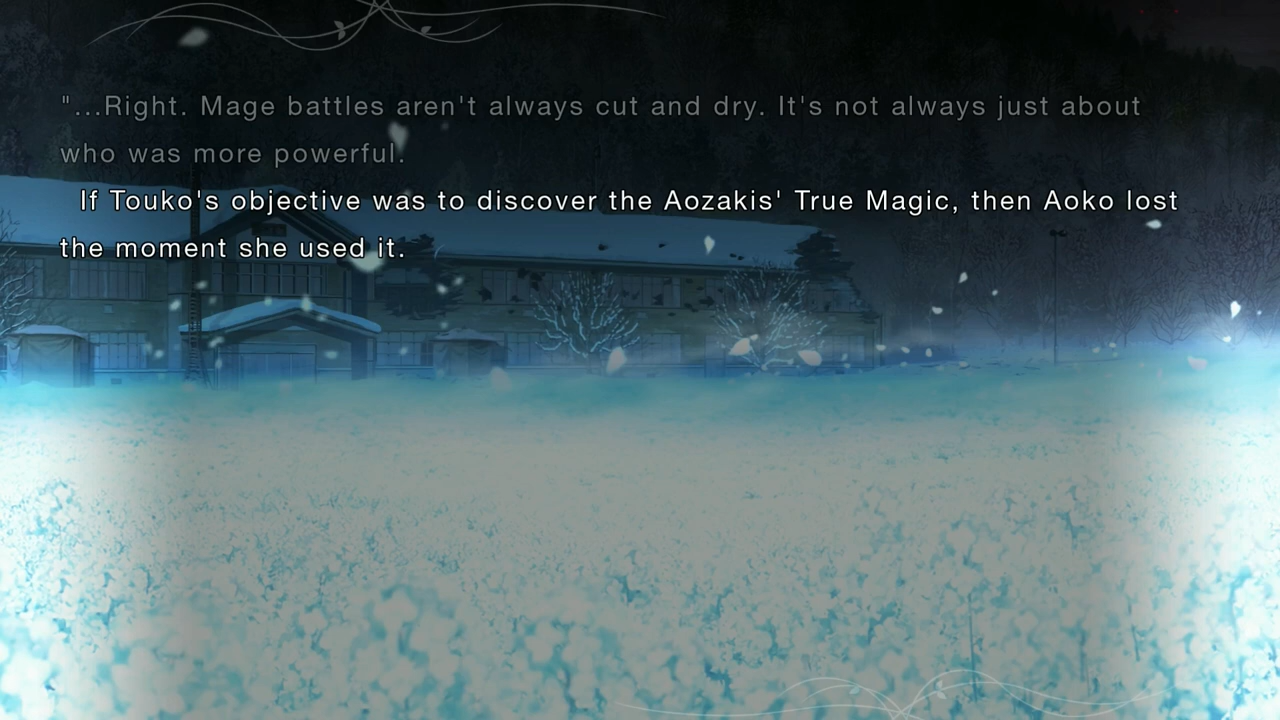 "...Right. Mage battles aren't always cut and dry. It's not always just about
who was more powerful.
If Touko's objective was to discover the Aozakis' True Magic, then Aoko lost
the moment she used it.